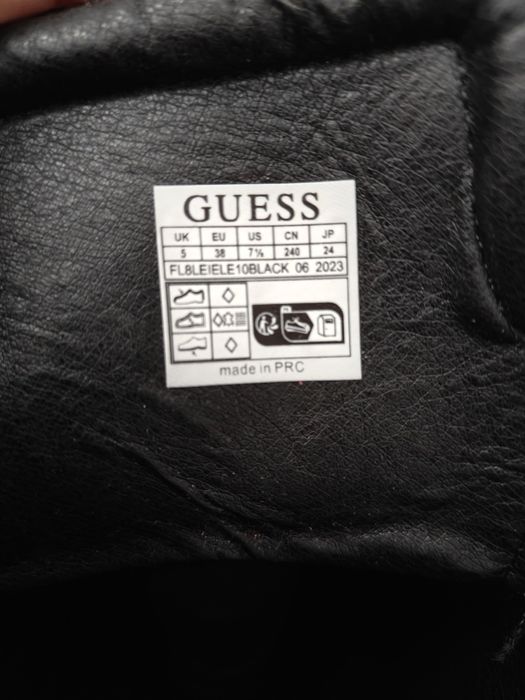 GUESS
UK EU US CN JP
5 38 7½ 240 24
FL8LEIELE10BLACK 06 2023
made in PRC